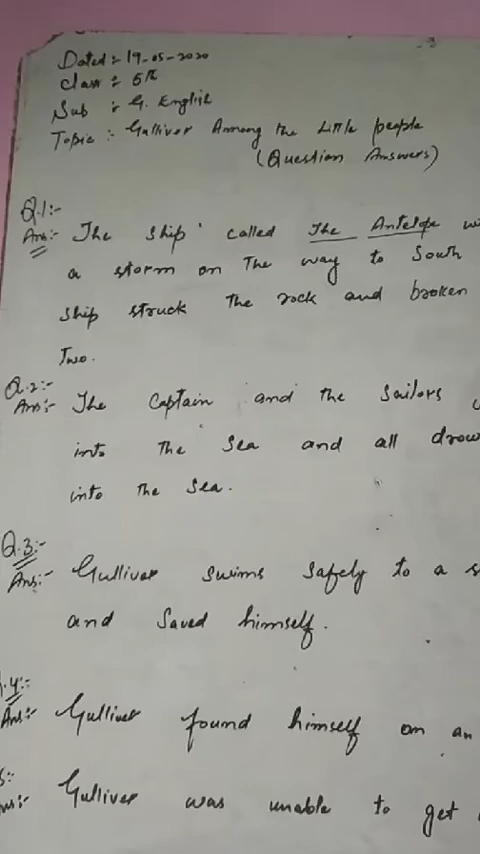 Dated :- 19-05-2020
Class :- 5th
Sub :- G. English
Topic :- Gulliver Among the Little people
(Question Answers)
Q.1:-
Ans:- The ship called The Antelope
a storm on The way to South
ship struck the rock and broken
Two.
Q.2:-
Ans:- The Captain and the Sailors
into the sea and all
into the sea.
Q.3:-
Ans:- Gulliver swims safely to a
and saved himself.
.4:-
Ans:- Gulliver found himself on an
Gulliver was unable to get